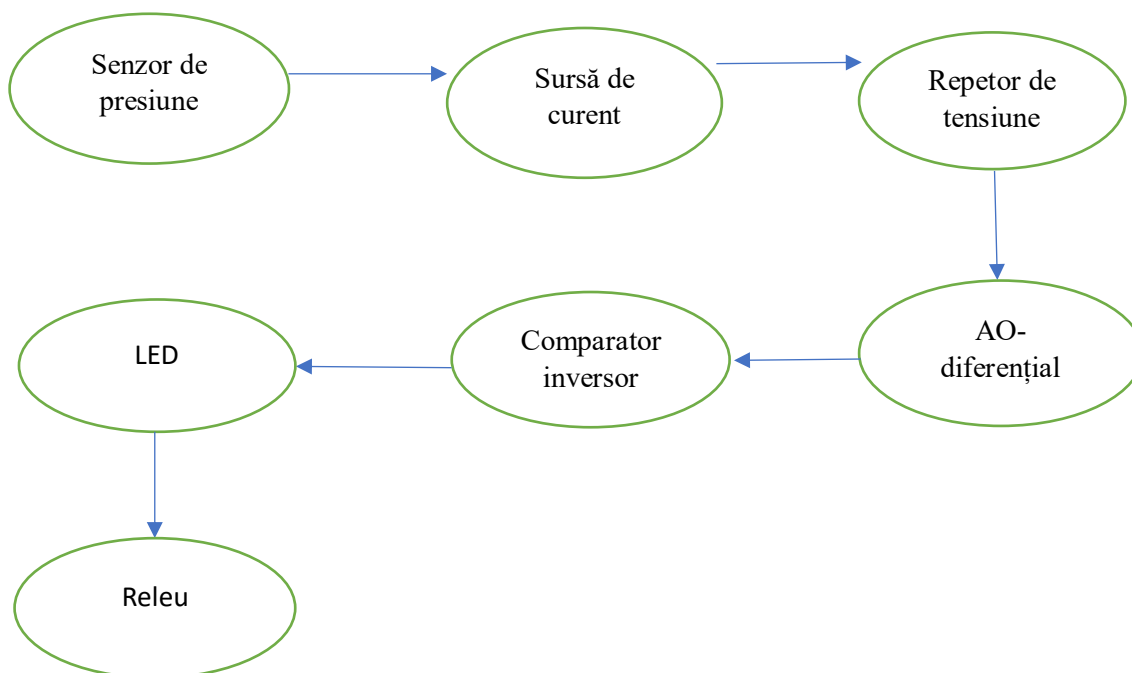 Senzor de
presiune
Sursă de
curent
Repetor de
tensiune
AO-
diferențial
Comparator
inversor
LED
Releu